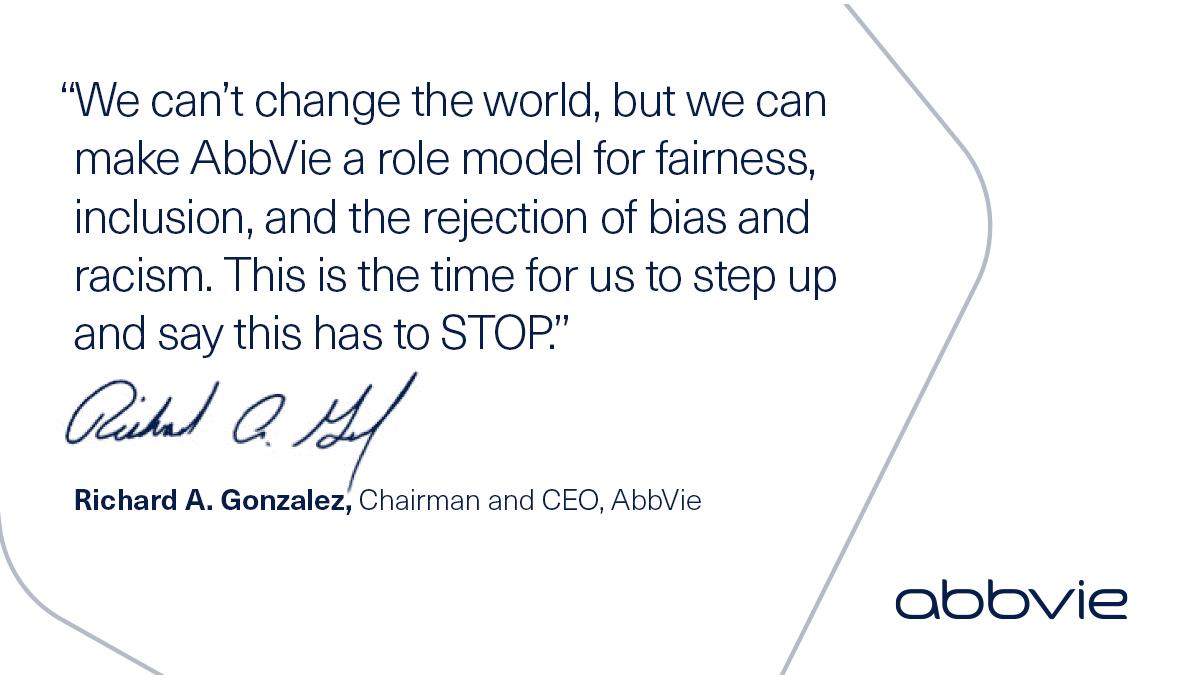 “We can’t change the world, but we can
make AbbVie a role model for fairness,
inclusion, and the rejection of bias and
racism. This is the time for us to step up
and say this has to STOP.”
Richard A. Gonzalez, Chairman and CEO, AbbVie
abbvie